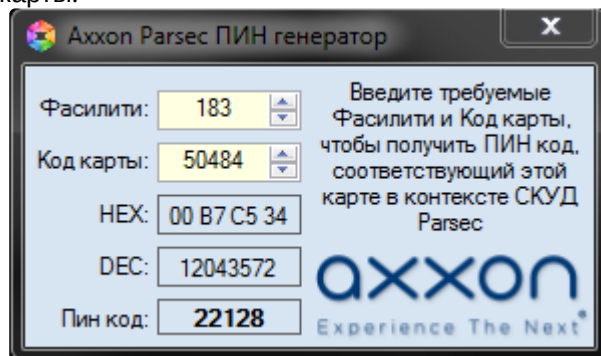 карты.
Axxon Parsec ПИН генератор
x
Фасилити: 183
Код карты: 50484
HEX: 00 B7 C5 34
DEC: 12043572
Пин код: 22128
Введите требуемые
Фасилити и Код карты,
чтобы получить ПИН код,
соответствующий этой
карте в контексте СКУД
Parsec
axxon
Experience The Next®